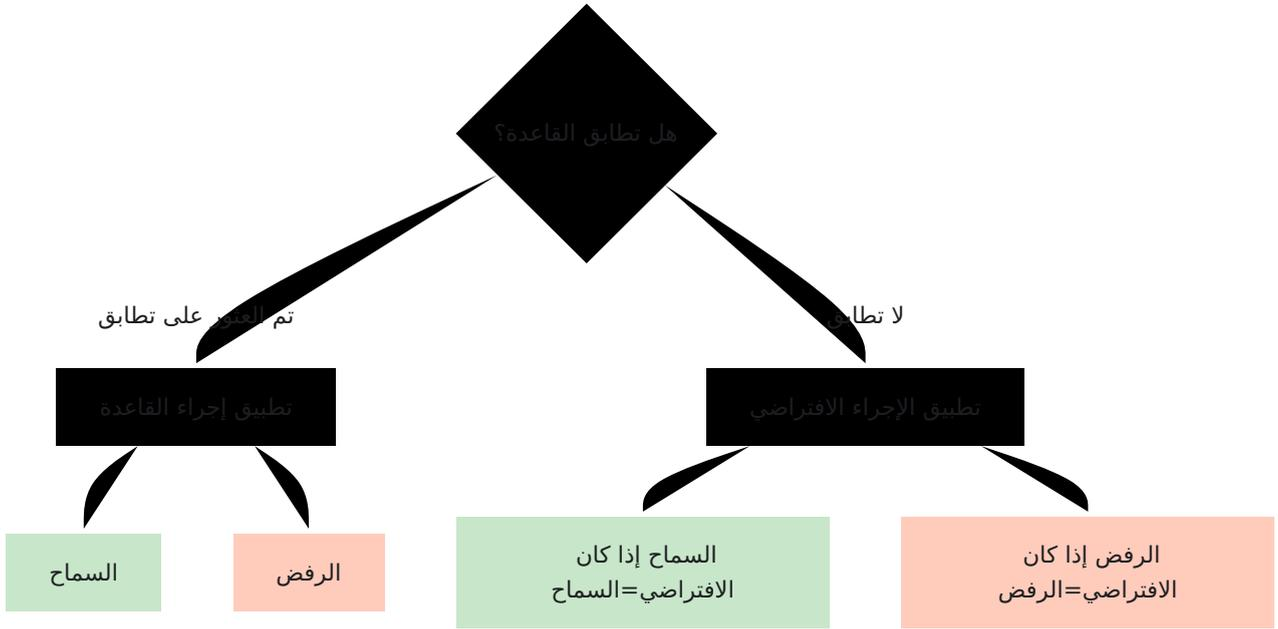 هل تطابق القاعدة؟
تم العثور على تطابق
لا تطابق
تطبيق إجراء القاعدة
تطبيق الإجراء الافتراضي
السماح
الرفض
السماح إذا كان
الافتراضي=السماح
الرفض إذا كان
الافتراضي=الرفض